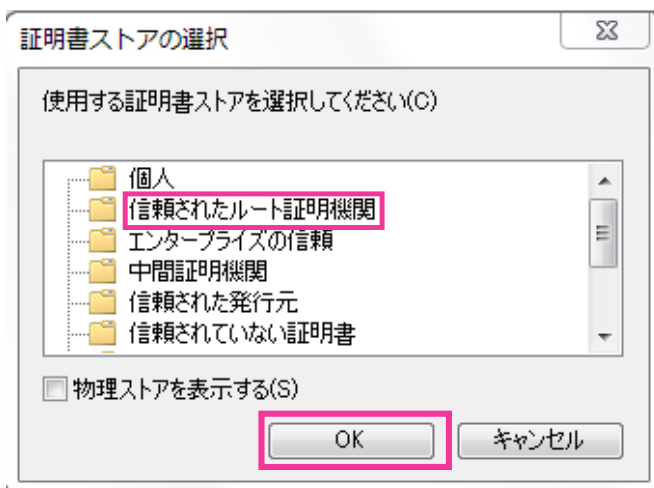 証明書ストアの選択
使用する証明書ストアを選択してください(C)
個人
信頼されたルート証明機関
エンタープライズの信頼
中間証明機関
信頼された発行元
信頼されていない証明書
物理ストアを表示する(S)
OK
キャンセル